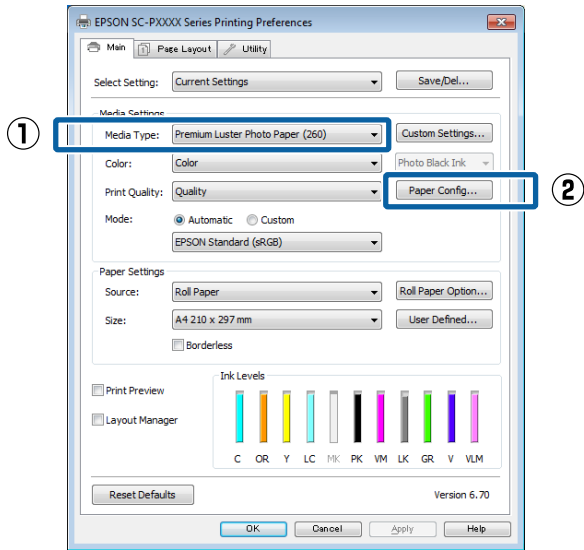 EPSON SC-PXXXX Series Printing Preferences
Main Page Layout Utility
Select Setting: Current Settings Save/Del...
Media Settings
① Media Type: Premium Luster Photo Paper (260) Custom Settings...
Color: Color Photo Black Ink
Print Quality: Quality Paper Config... ②
Mode: Automatic Custom
EPSON Standard (sRGB)
Paper Settings
Source: Roll Paper Roll Paper Option...
Size: A4 210 x 297 mm User Defined...
Borderless
Ink Levels
Print Preview
Layout Manager
C OR Y LC MK PK VM LK GR V VLM
Reset Defaults Version 6.70
OK Cancel Apply Help